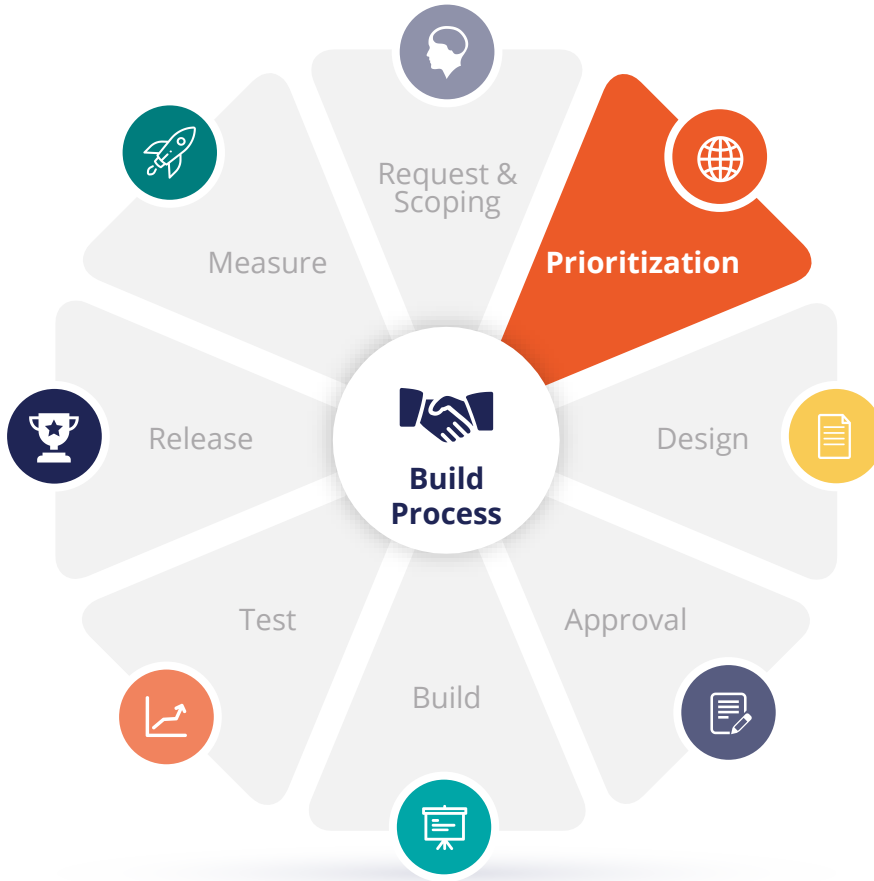 Request &
Scoping
Prioritization
Design
Approval
Build
Test
Release
Measure
Build
Process